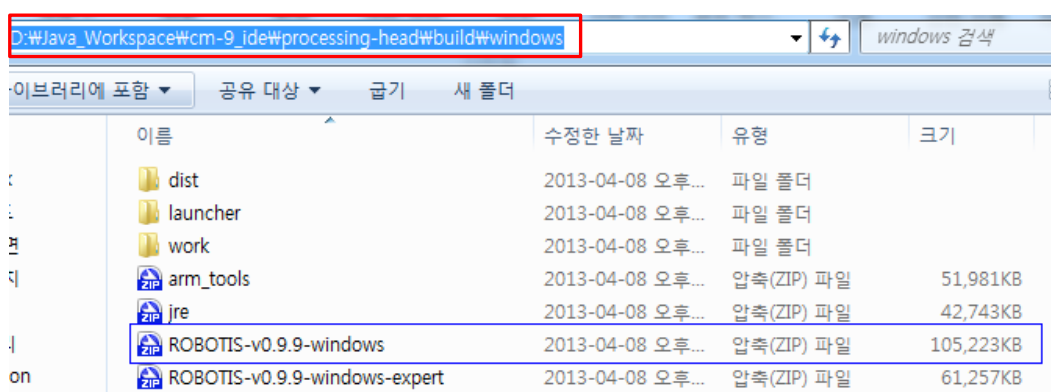 D:₩Java_Workspace₩cm-9_ide₩processing-head₩build₩windows windows 검색
이브러리에 포함 공유 대상 굽기 새 폴더
이름 수정한 날짜 유형 크기
dist 2013-04-08 오후... 파일 폴더
launcher 2013-04-08 오후... 파일 폴더
work 2013-04-08 오후... 파일 폴더
arm_tools 2013-04-08 오후... 압축(ZIP) 파일 51,981KB
jre 2013-04-08 오후... 압축(ZIP) 파일 42,743KB
ROBOTIS-v0.9.9-windows 2013-04-08 오후... 압축(ZIP) 파일 105,223KB
on ROBOTIS-v0.9.9-windows-expert 2013-04-08 오후... 압축(ZIP) 파일 61,257KB